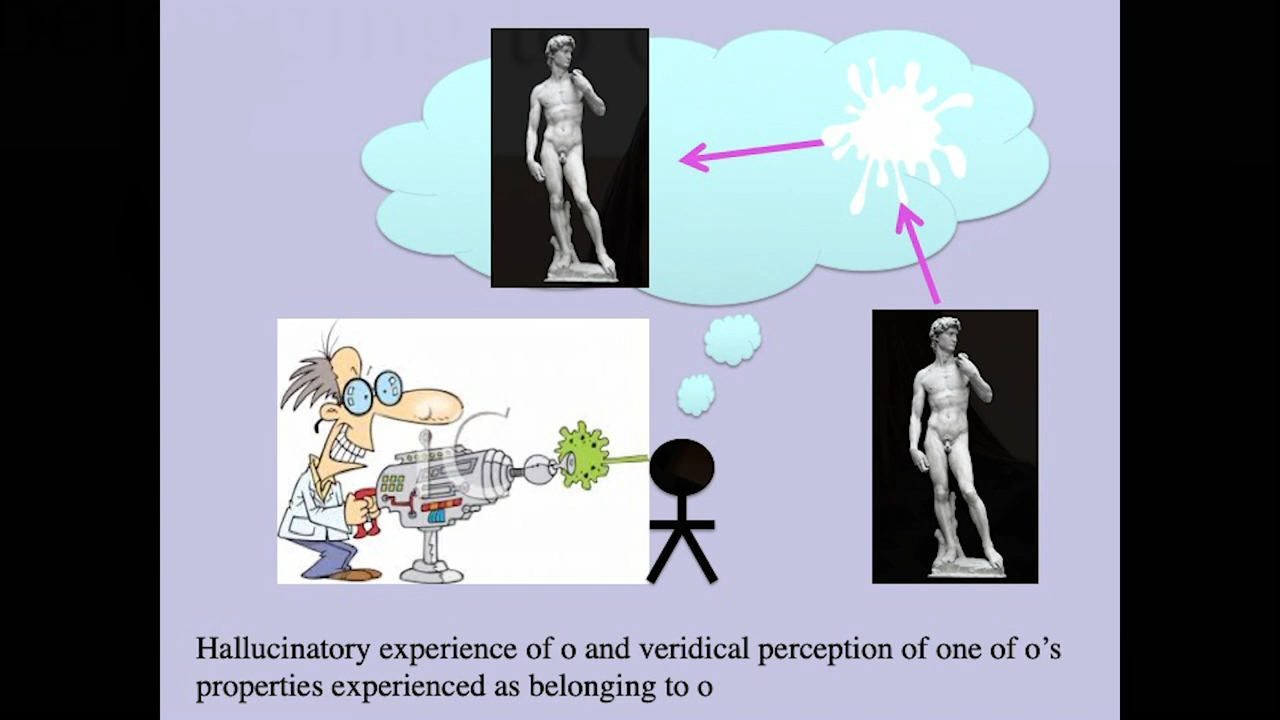 Hallucinatory experience of o and veridical perception of one of o’s
properties experienced as belonging to o